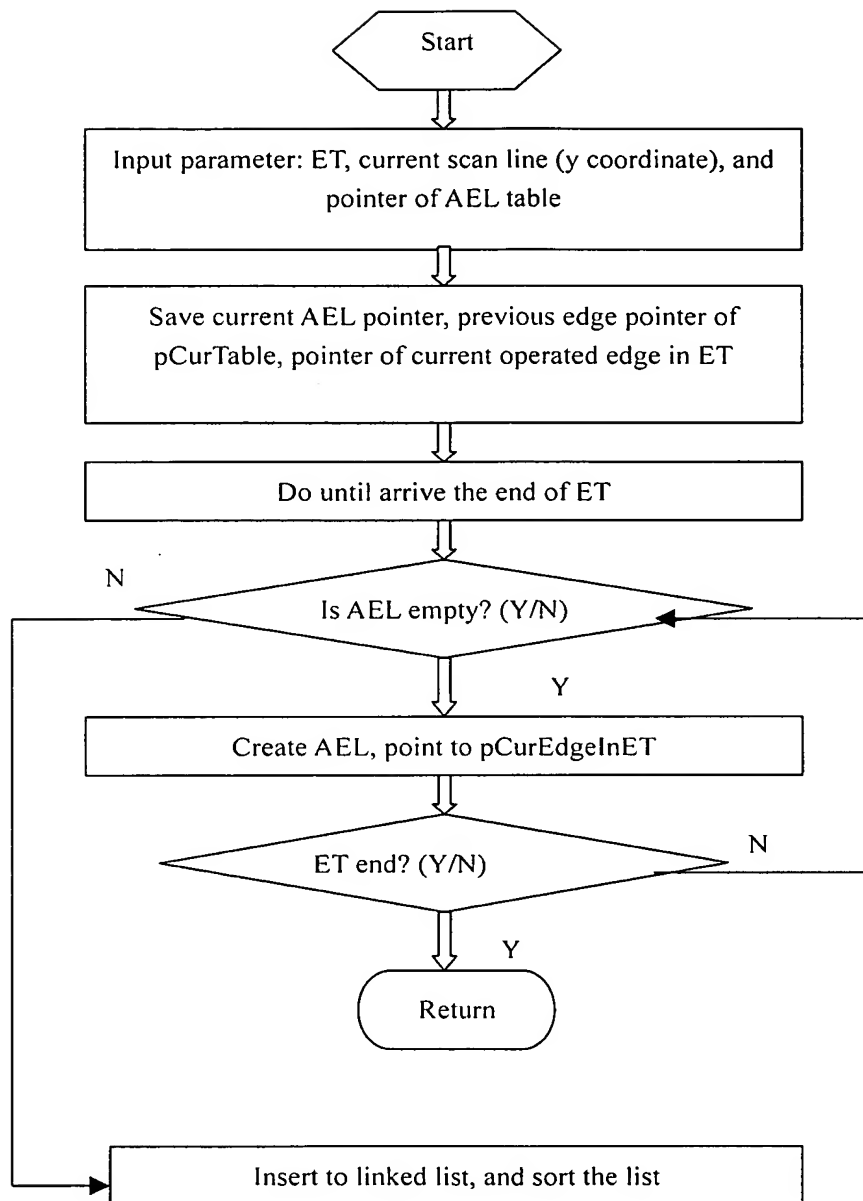 Start
Input parameter: ET, current scan line (y coordinate), and
pointer of AEL table
Save current AEL pointer, previous edge pointer of
pCurTable, pointer of current operated edge in ET
Do until arrive the end of ET
N
Is AEL empty? (Y/N)
Y
Create AEL, point to pCurEdgeInET
ET end? (Y/N)
N
Y
Return
Insert to linked list, and sort the list